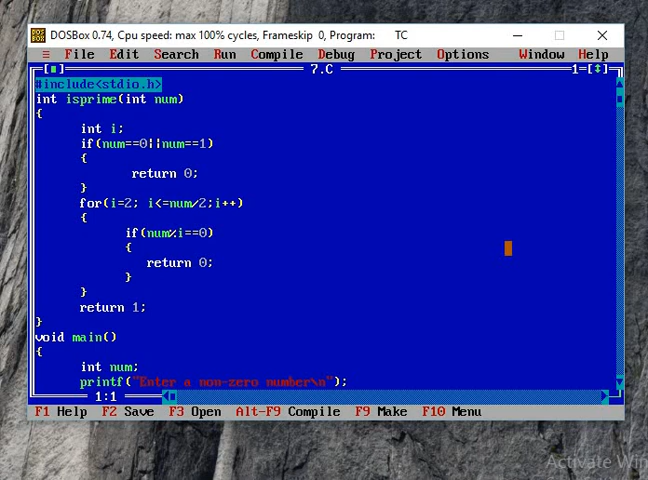 DOSBox 0.74, Cpu speed: max 100% cycles, Frameskip 0, Program: TC
≡ File Edit Search Run Compile Debug Project Options Window Help
[■] 7.C 1=[↕]
#include<stdio.h>
int isprime(int num)
{
int i;
if(num==0||num==1)
{
return 0;
}
for(i=2; i<=num/2;i++)
{
if(num%i==0)
{
return 0;
}
}
return 1;
}
void main()
{
int num;
printf("Enter a non-zero number\n");
1:1
F1 Help F2 Save F3 Open Alt-F9 Compile F9 Make F10 Menu
Activate Win